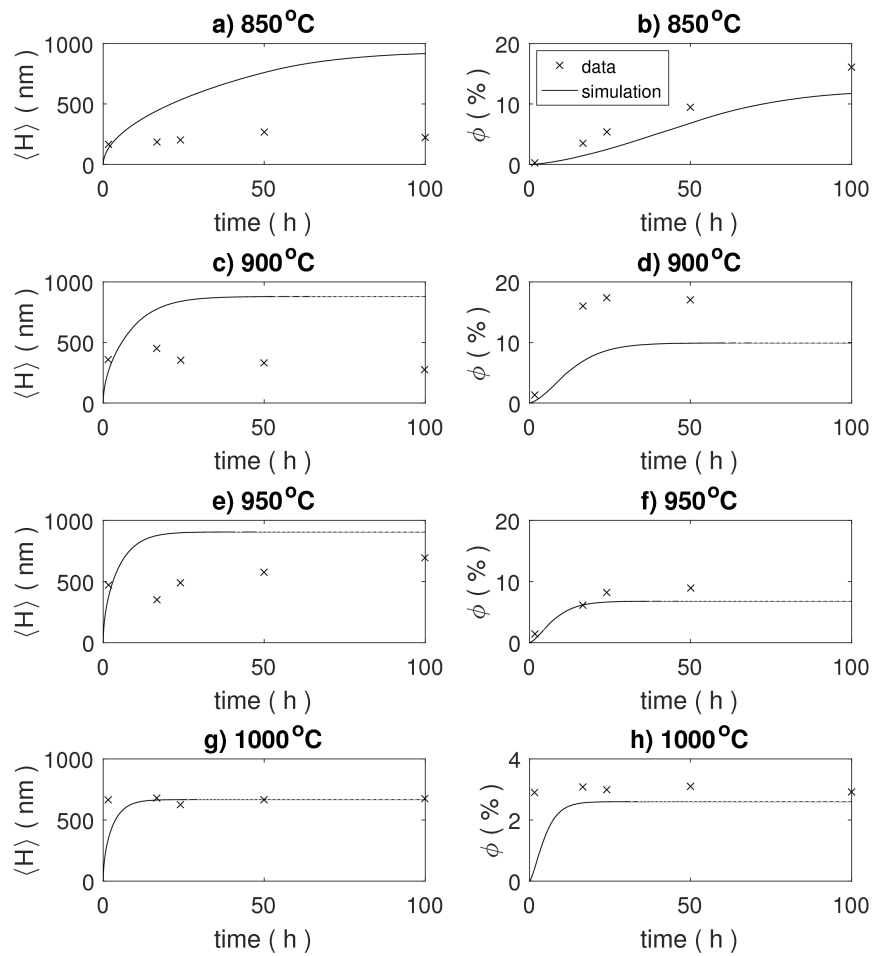 a) 850°C
1000
500
0
0 50 100
⟨H⟩ ( nm )
time ( h )
b) 850°C
20
10
0
0 50 100
ϕ ( % )
time ( h )
data
simulation
c) 900°C
1000
500
0
0 50 100
⟨H⟩ ( nm )
time ( h )
d) 900°C
20
10
0
0 50 100
ϕ ( % )
time ( h )
e) 950°C
1000
500
0
0 50 100
⟨H⟩ ( nm )
time ( h )
f) 950°C
20
10
0
0 50 100
ϕ ( % )
time ( h )
g) 1000°C
1000
500
0
0 50 100
⟨H⟩ ( nm )
time ( h )
h) 1000°C
4
2
0
0 50 100
ϕ ( % )
time ( h )